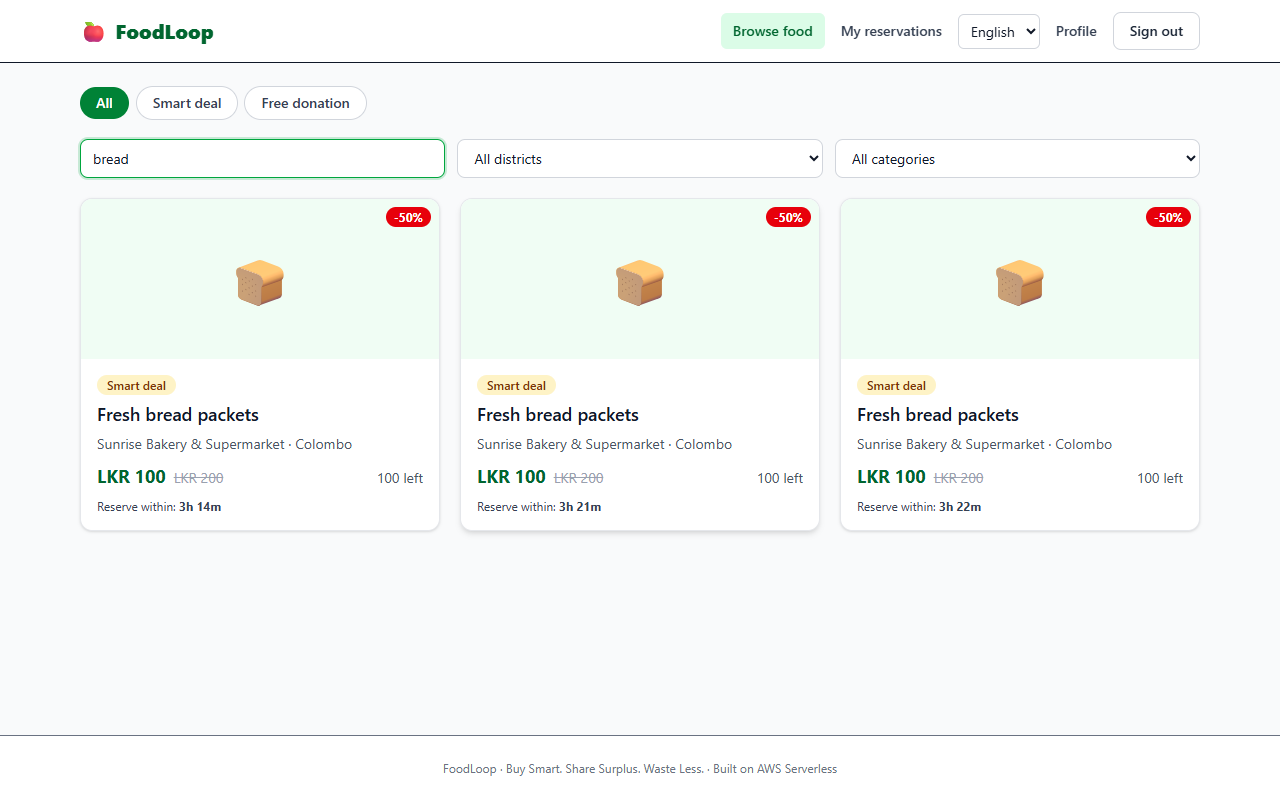 FoodLoop
Browse food
My reservations
English
Profile
Sign out
All
Smart deal
Free donation
bread
All districts
All categories
-50%
Smart deal
Fresh bread packets
Sunrise Bakery & Supermarket · Colombo
LKR 100 LKR 200 100 left
Reserve within: 3h 14m
-50%
Smart deal
Fresh bread packets
Sunrise Bakery & Supermarket · Colombo
LKR 100 LKR 200 100 left
Reserve within: 3h 21m
-50%
Smart deal
Fresh bread packets
Sunrise Bakery & Supermarket · Colombo
LKR 100 LKR 200 100 left
Reserve within: 3h 22m
FoodLoop · Buy Smart. Share Surplus. Waste Less. · Built on AWS Serverless